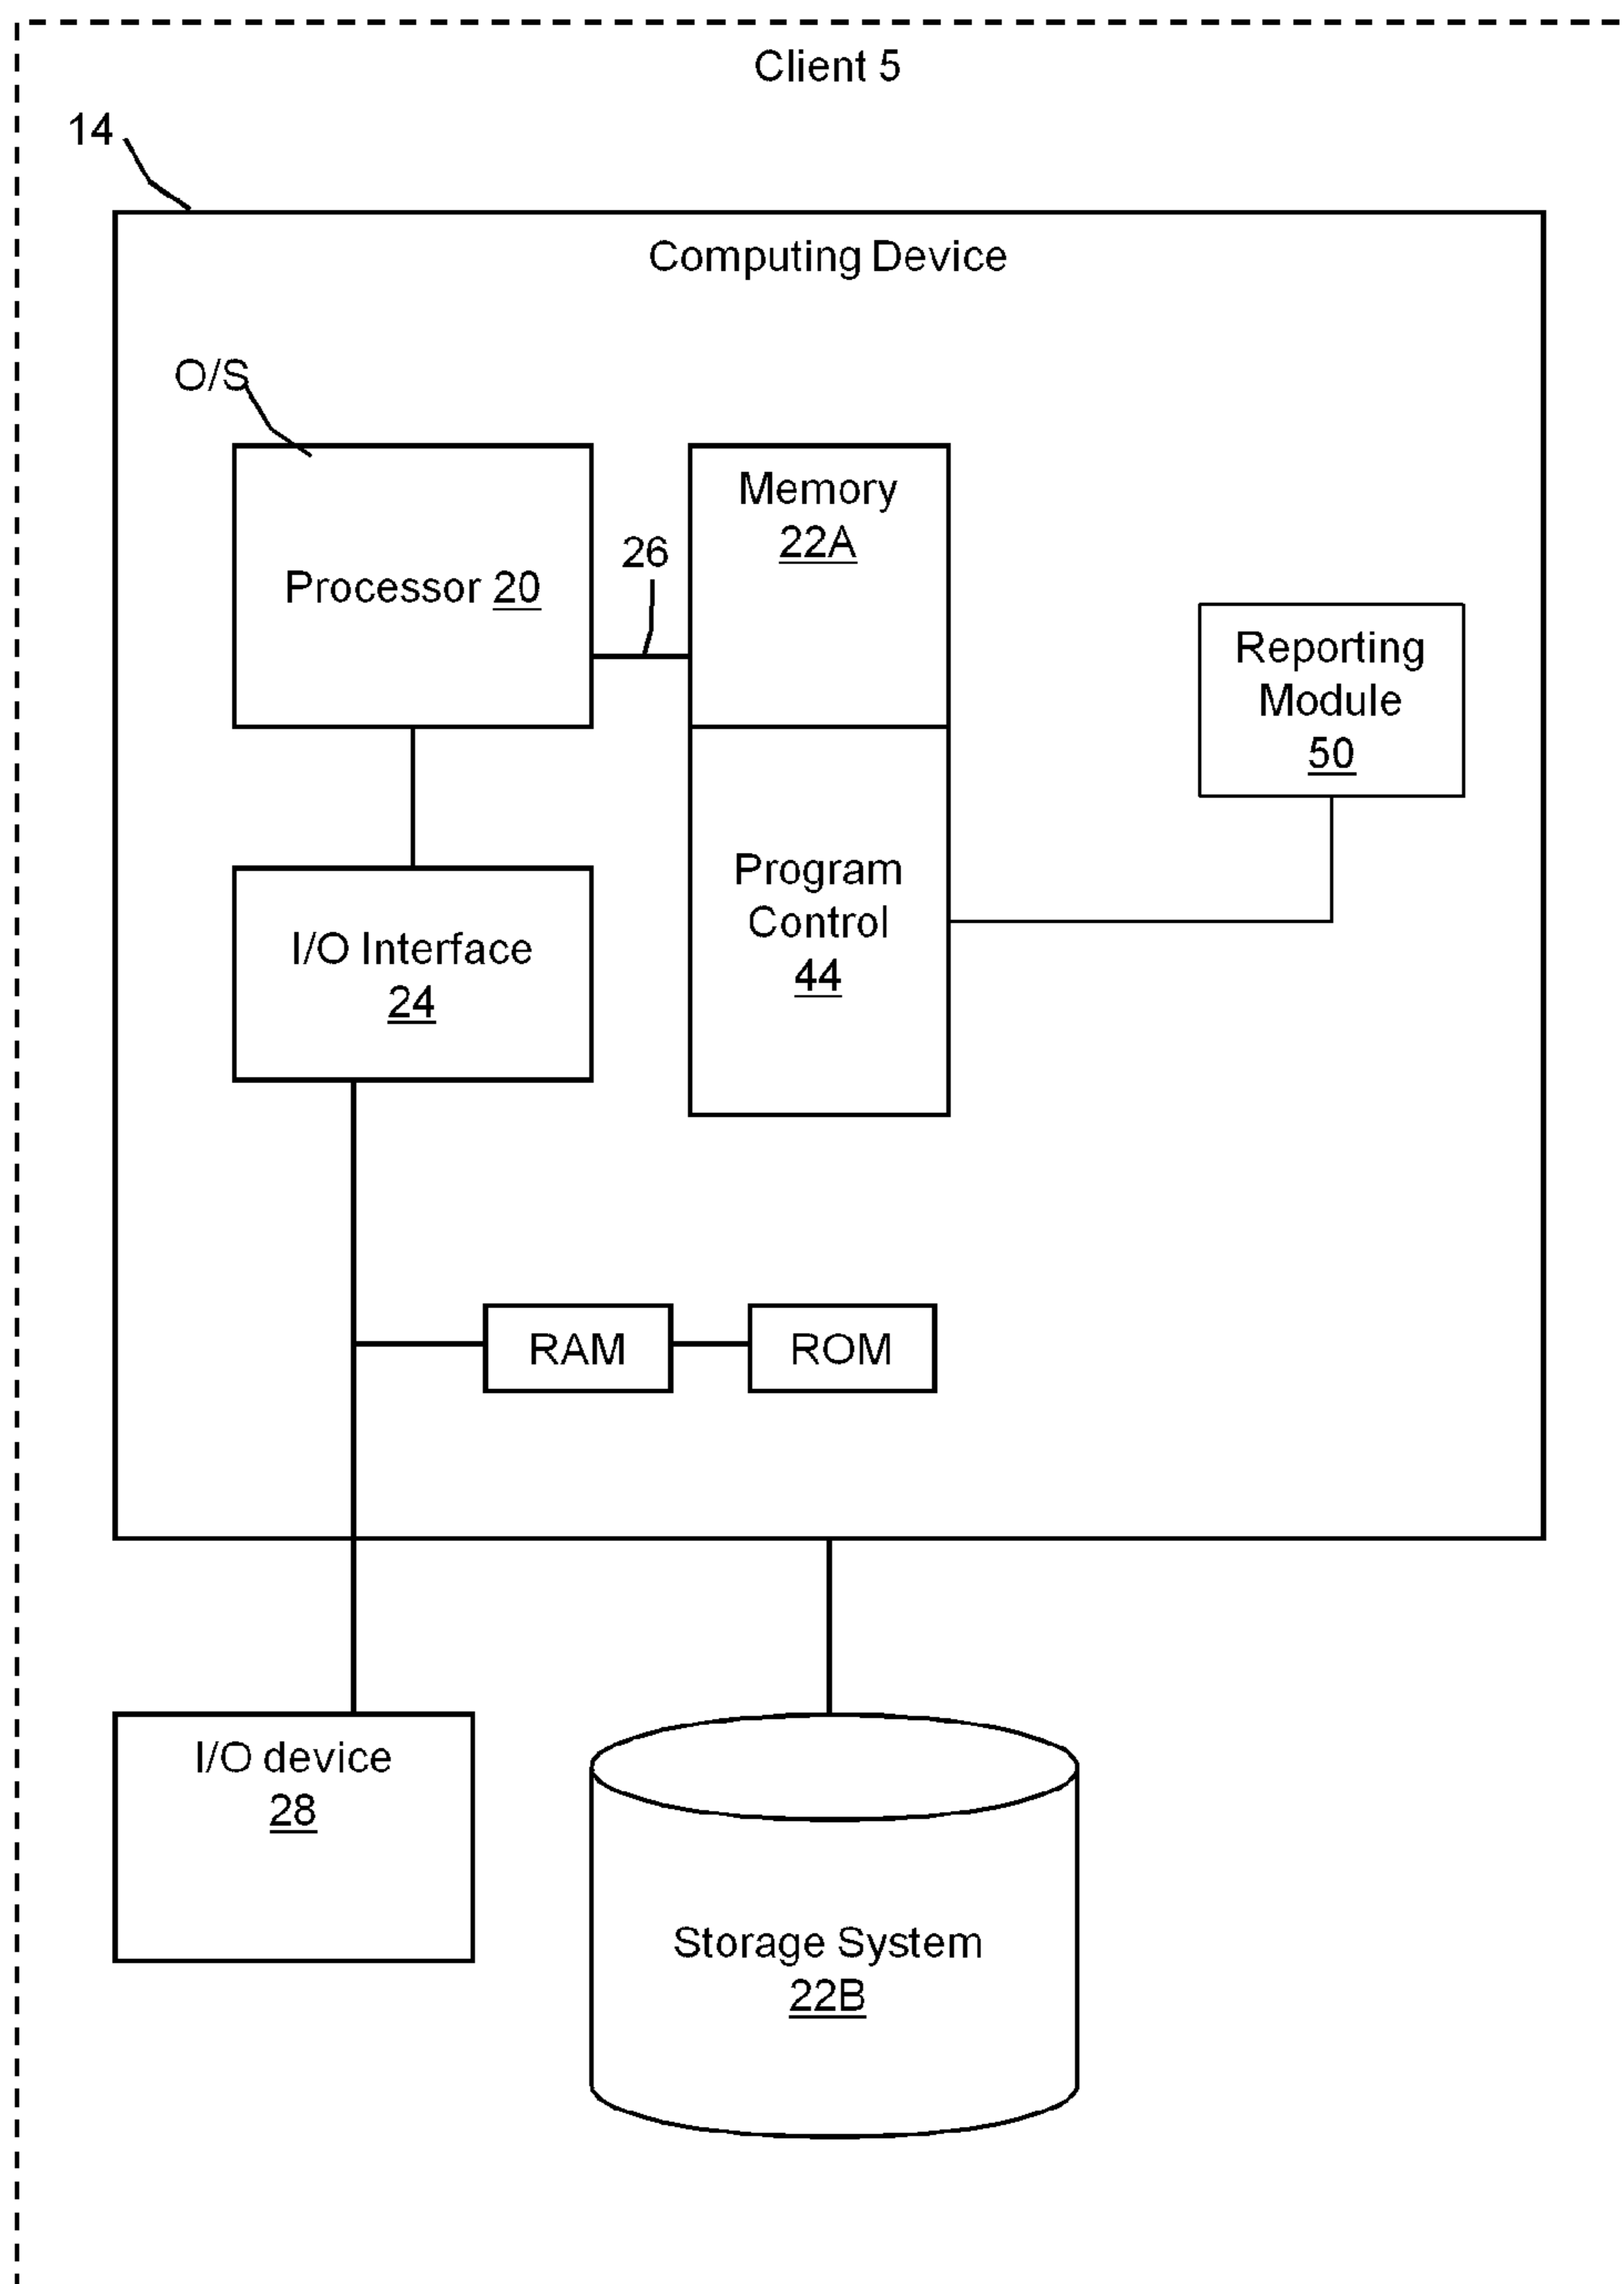 Client 5
14
Computing Device
O/S
Processor 20
26
Memory
22A
Reporting
Module
50
Program
Control
44
I/O Interface
24
RAM
ROM
I/O device
28
Storage System
22B